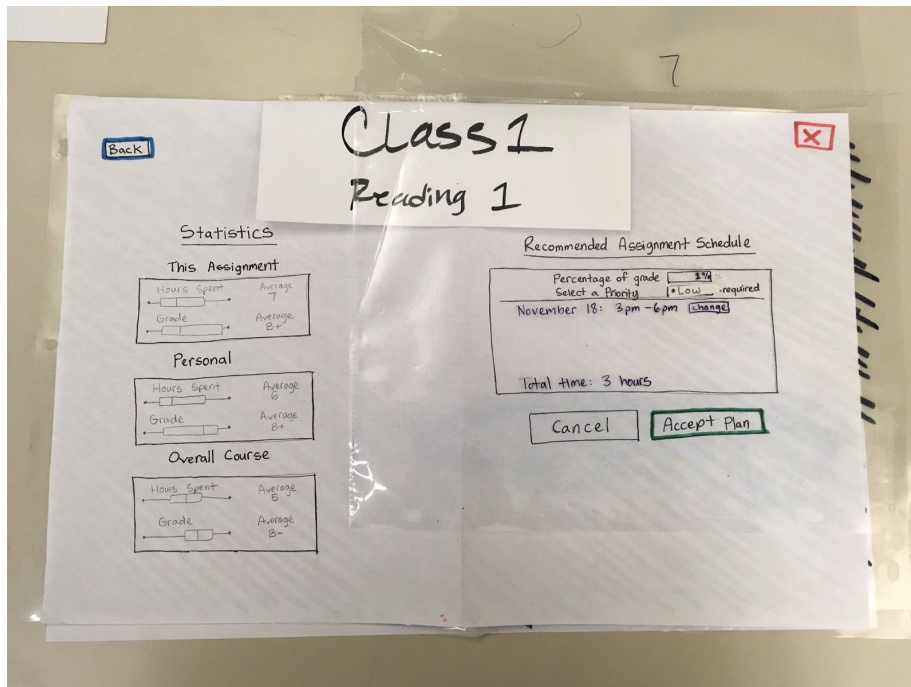 7
Back
Class 1
X
Reading 1
Statistics
This Assignment
Hours Spent Average
7
Grade Average
B+
Personal
Hours Spent Average
6
Grade Average
B+
Overall Course
Hours Spent Average
5
Grade Average
B-
Recommended Assignment Schedule
Percentage of grade 1% %
Select a Priority • Low required
November 18: 3pm - 6pm change
Total time: 3 hours
Cancel Accept Plan